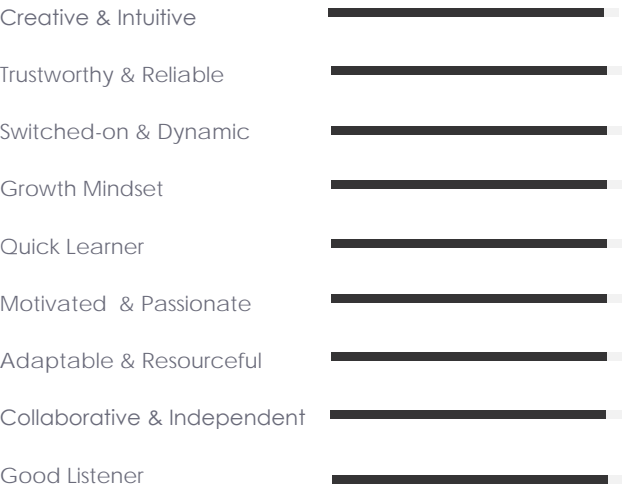 Creative & Intuitive
Trustworthy & Reliable
Switched-on & Dynamic
Growth Mindset
Quick Learner
Motivated  & Passionate
Adaptable & Resourceful
Collaborative & Independent
Good Listener